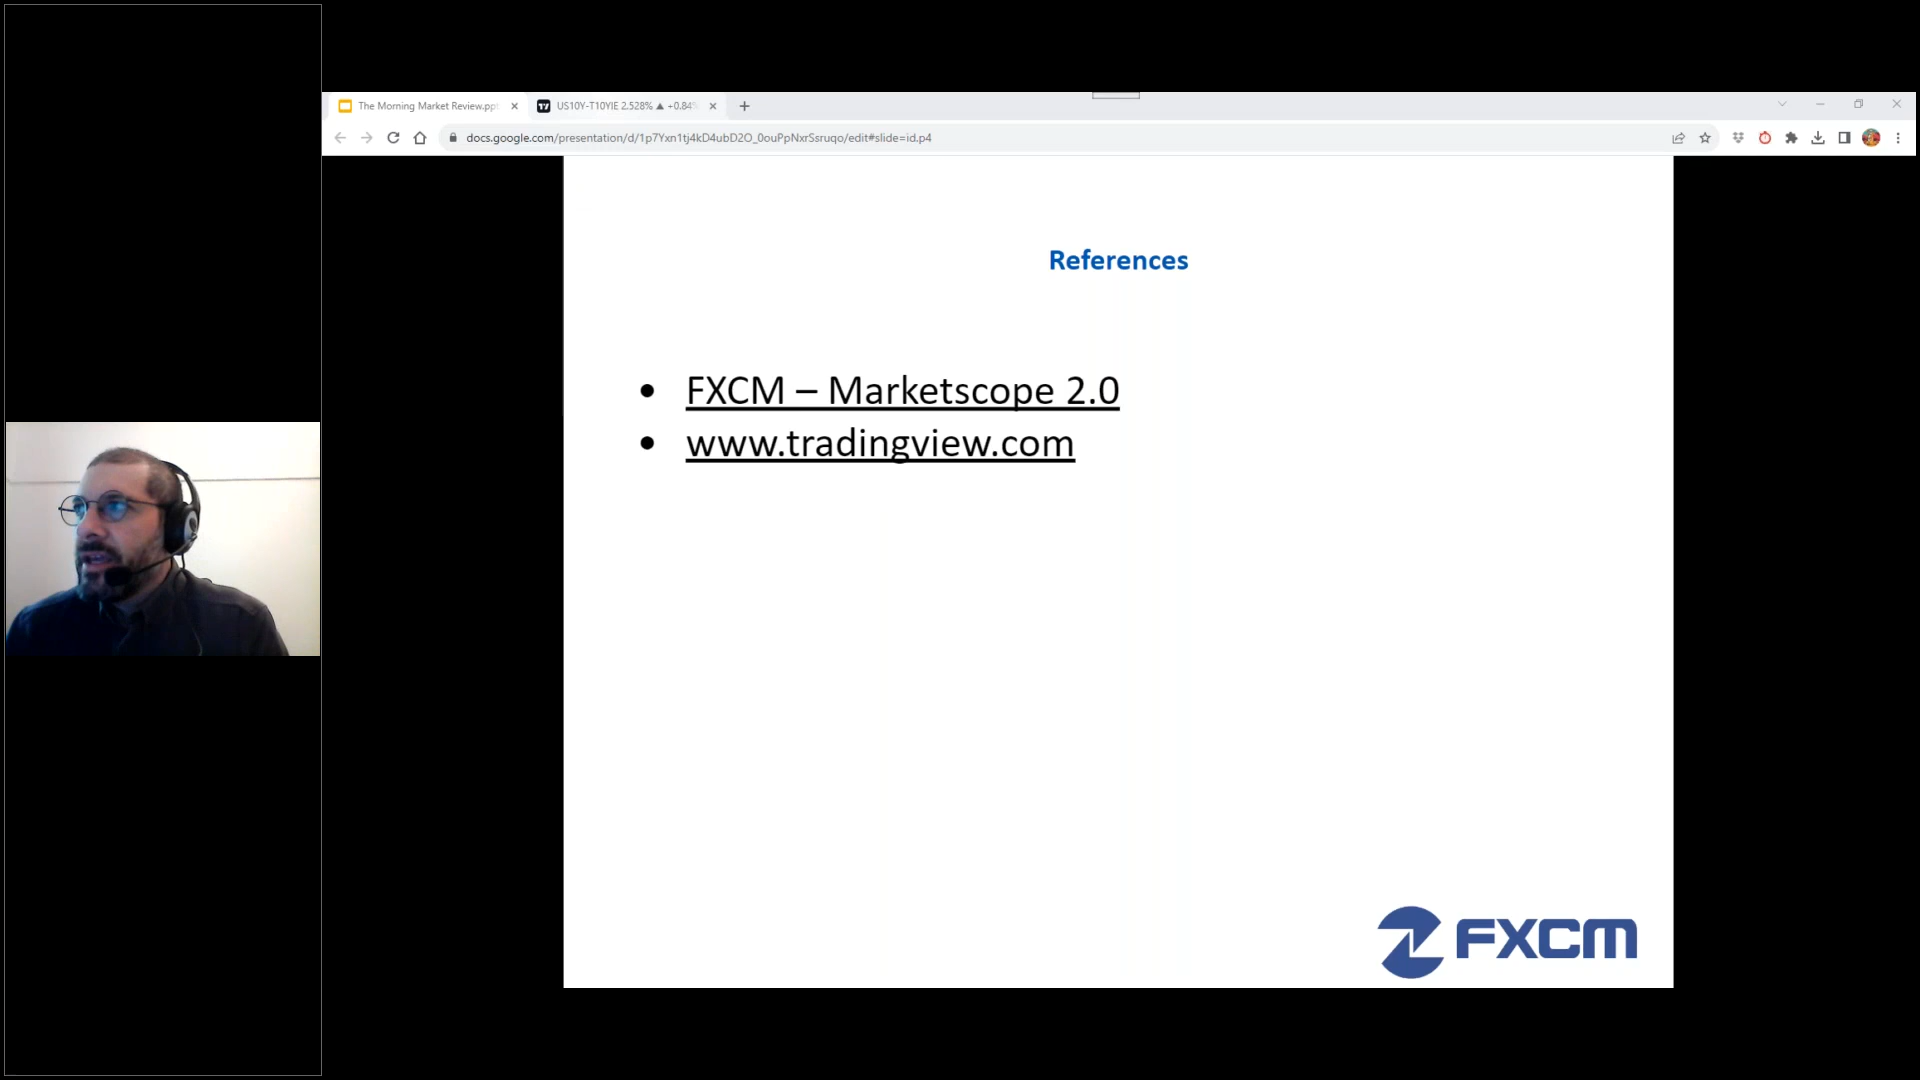 The Morning Market Review.ppt
US10Y-T10YIE 2.528% ▲ +0.84%
docs.google.com/presentation/d/1p7Yxn1tj4kD4ubD2O_0ouPpNxrSsruqo/edit#slide=id.p4
References
• FXCM – Marketscope 2.0
• www.tradingview.com
FXCM